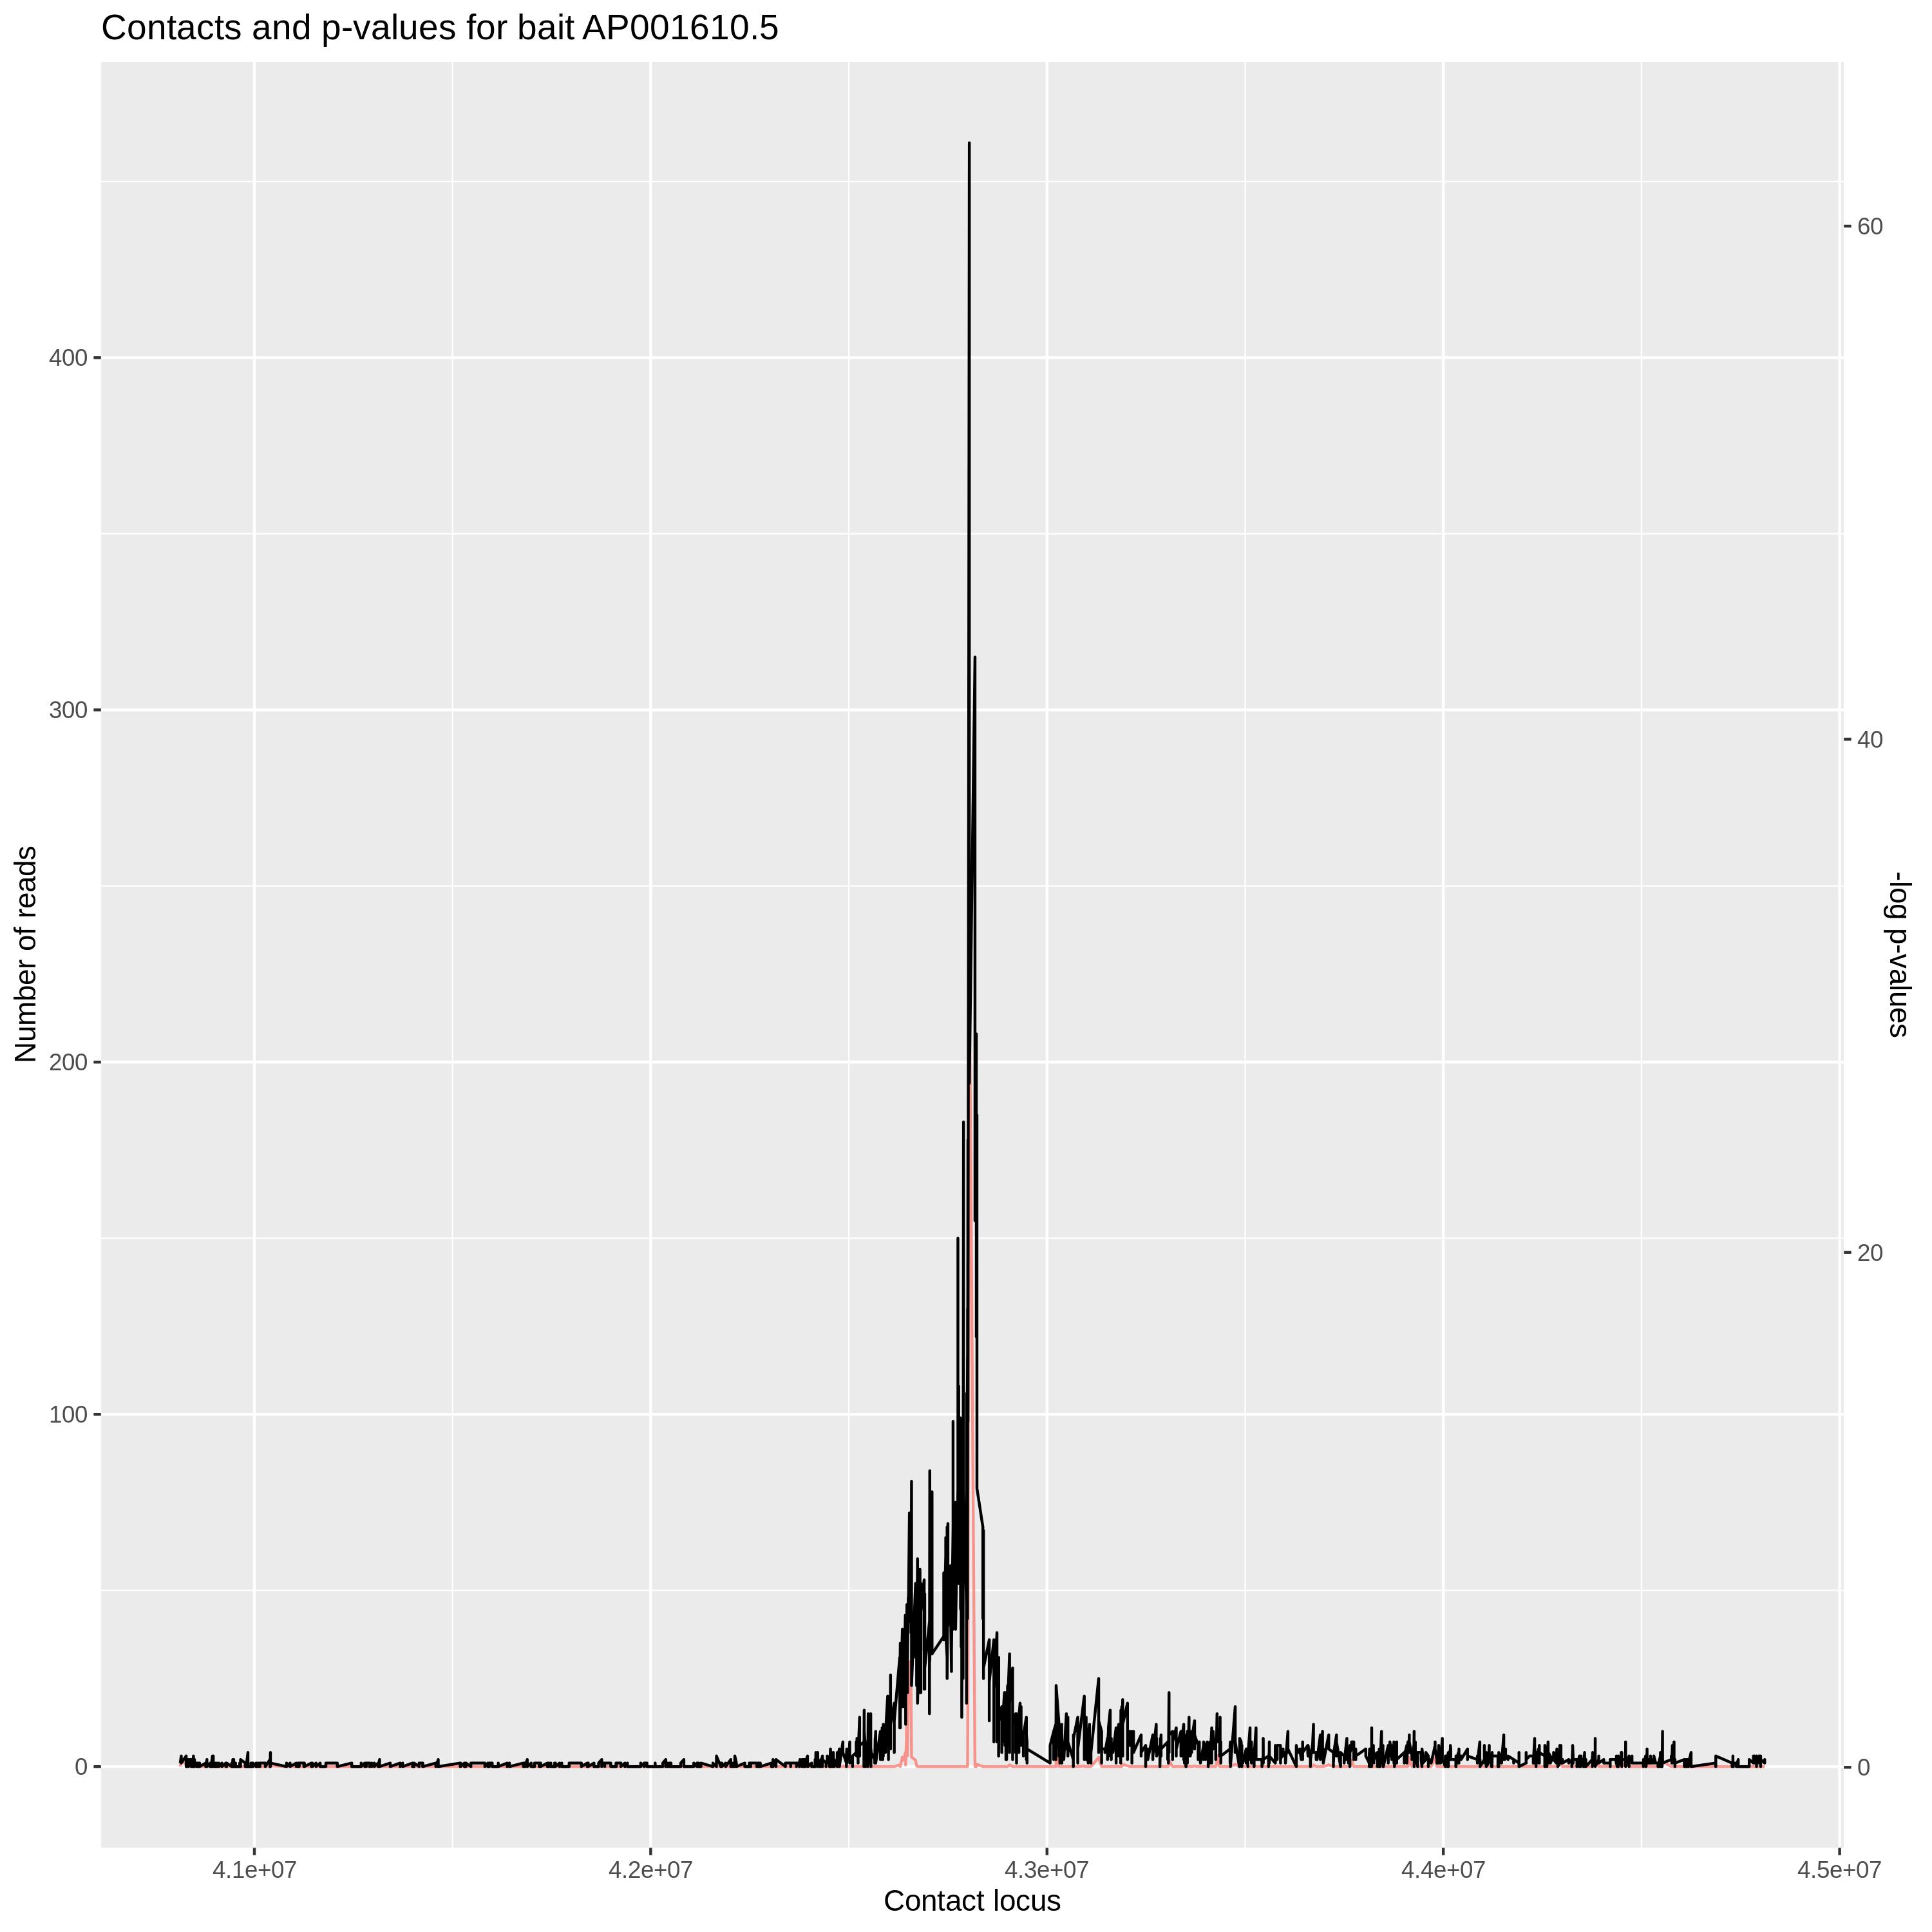 Contacts and p-values for bait AP001610.5
Number of reads
400
300
200
100
0
60
40
20
0
-log p-values
4.1e+07
4.2e+07
4.3e+07
4.4e+07
4.5e+07
Contact locus